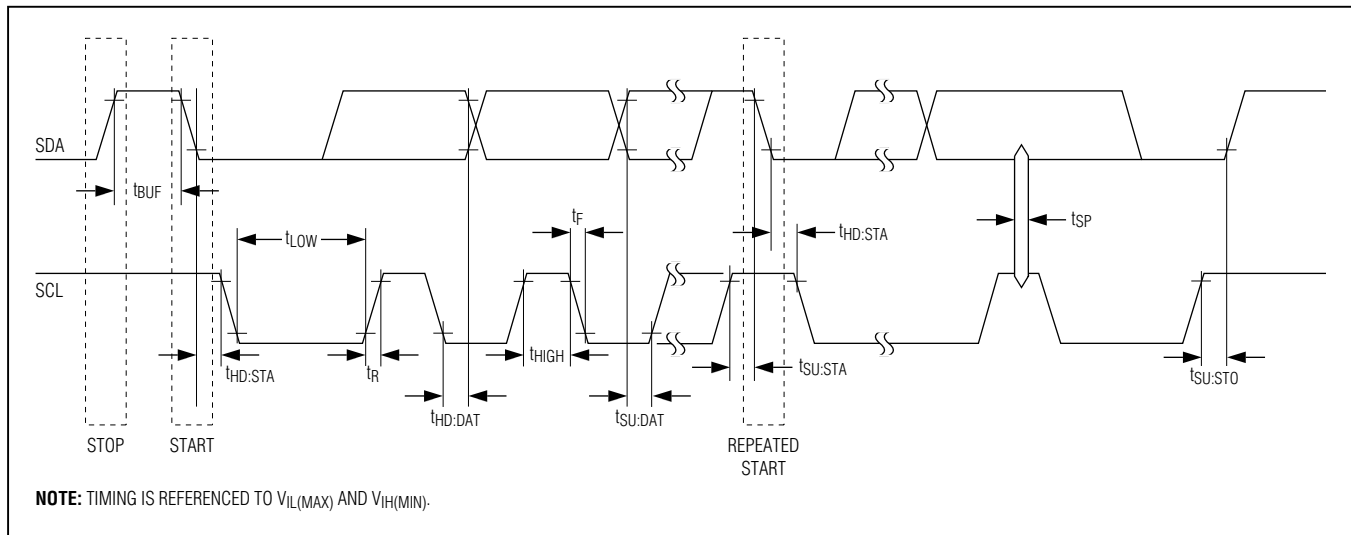 SDA
tBUF
tLOW
tF
tHD:STA
tSP
SCL
tHD:STA
tR
tHIGH
tSU:STA
tSU:STO
tHD:DAT
tSU:DAT
STOP
START
REPEATED
START
NOTE: TIMING IS REFERENCED TO VIL(MAX) AND VIH(MIN).